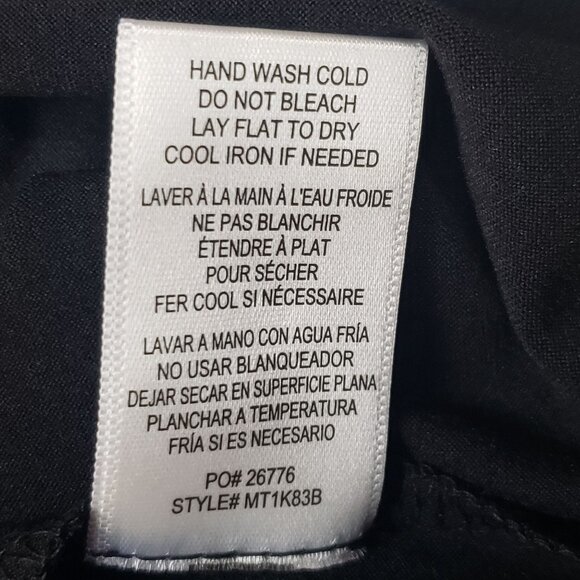 HAND WASH COLD
DO NOT BLEACH
LAY FLAT TO DRY
COOL IRON IF NEEDED
LAVER À LA MAIN À L'EAU FROIDE
NE PAS BLANCHIR
ÉTENDRE À PLAT
POUR SÉCHER
FER COOL SI NÉCESSAIRE
LAVAR A MANO CON AGUA FRÍA
NO USAR BLANQUEADOR
DEJAR SECAR EN SUPERFICIE PLANA
PLANCHAR A TEMPERATURA
FRÍA SI ES NECESARIO
PO# 26776
STYLE# MT1K83B